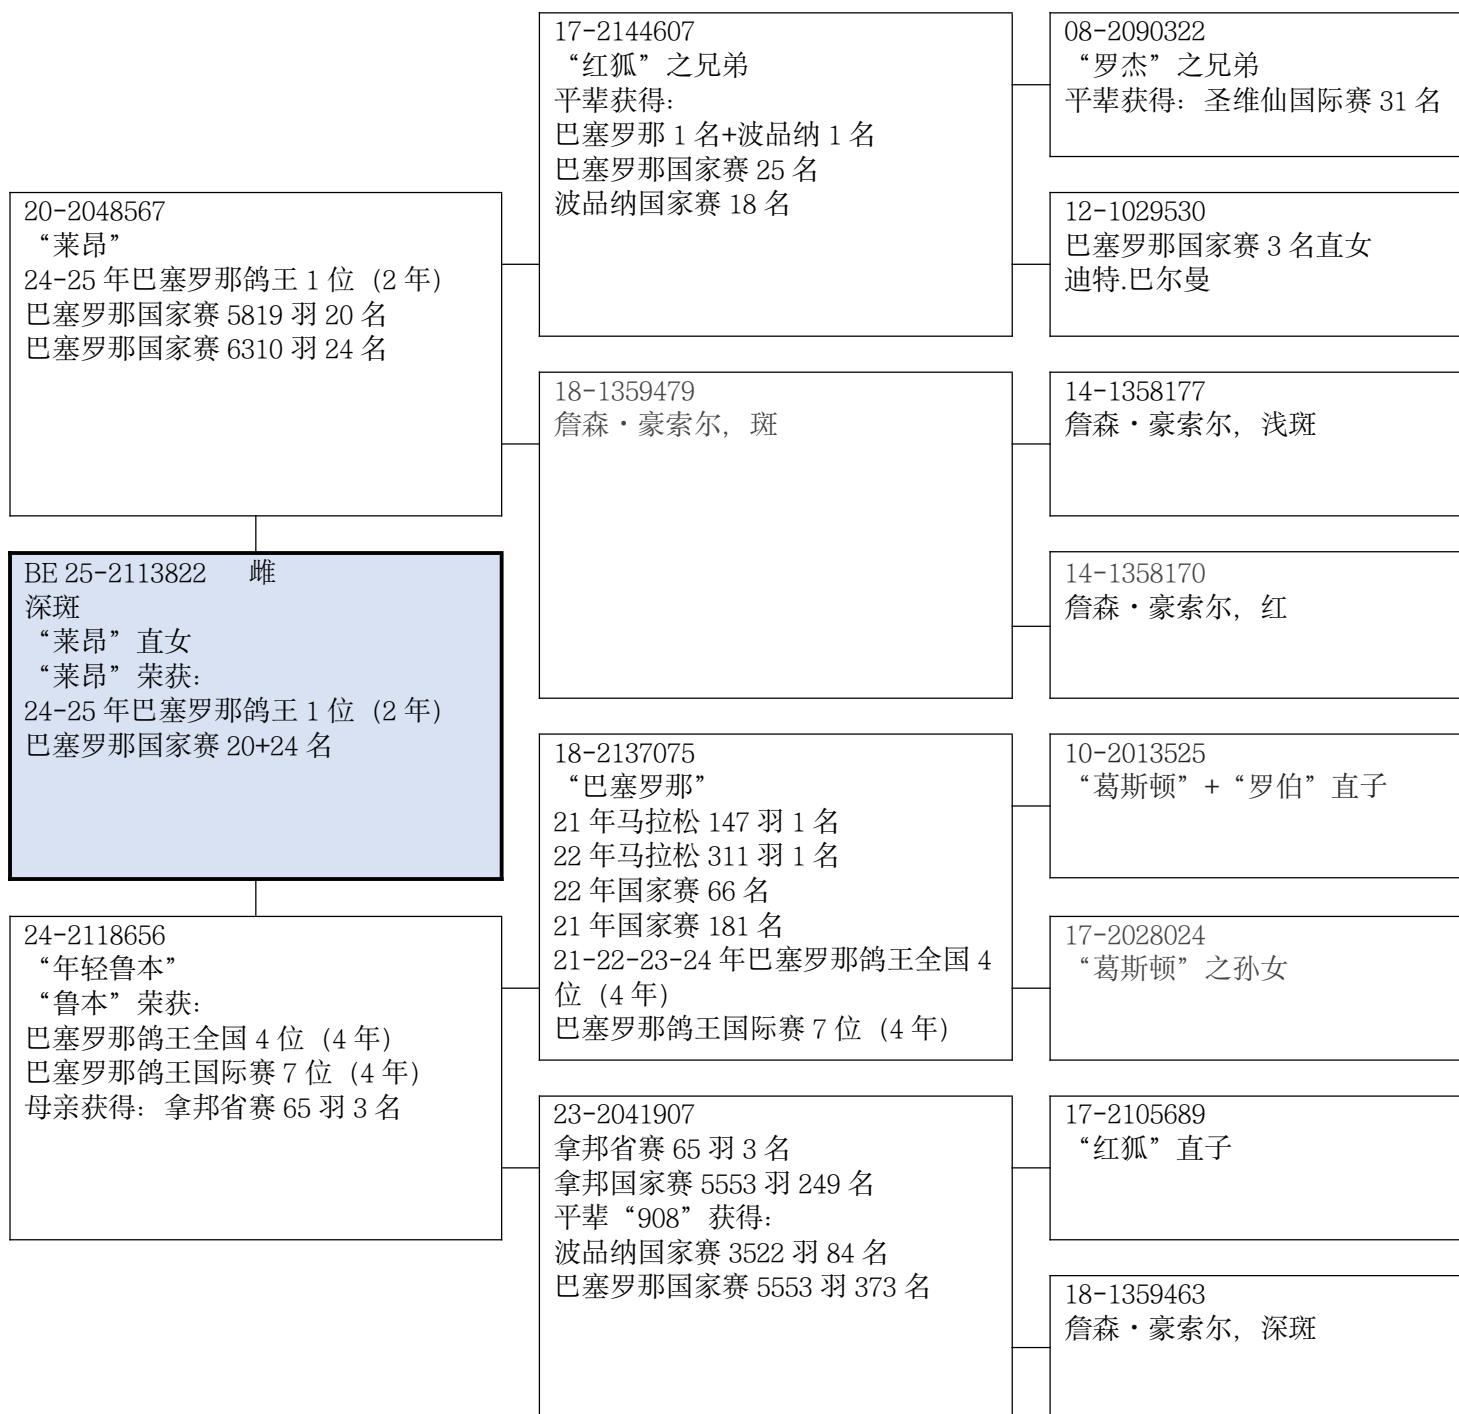 20-2048567
“莱昂”
24-25 年巴塞罗那鸽王 1 位（2 年）
巴塞罗那国家赛 5819 羽 20 名
巴塞罗那国家赛 6310 羽 24 名
BE 25-2113822 雌
深斑
“莱昂”直女
“莱昂”荣获：
24-25 年巴塞罗那鸽王 1 位（2 年）
巴塞罗那国家赛 20+24 名
24-2118656
“年轻鲁本”
“鲁本”荣获：
巴塞罗那鸽王全国 4 位（4 年）
巴塞罗那鸽王国际赛 7 位（4 年）
母亲获得：拿邦省赛 65 羽 3 名
17-2144607
“红狐”之兄弟
平辈获得：
巴塞罗那 1 名+波品纳 1 名
巴塞罗那国家赛 25 名
波品纳国家赛 18 名
18-1359479
詹森·豪索尔，斑
18-2137075
“巴塞罗那”
21 年马拉松 147 羽 1 名
22 年马拉松 311 羽 1 名
22 年国家赛 66 名
21 年国家赛 181 名
21-22-23-24 年巴塞罗那鸽王全国 4
位（4 年）
巴塞罗那鸽王国际赛 7 位（4 年）
23-2041907
拿邦省赛 65 羽 3 名
拿邦国家赛 5553 羽 249 名
平辈“908”获得：
波品纳国家赛 3522 羽 84 名
巴塞罗那国家赛 5553 羽 373 名
08-2090322
“罗杰”之兄弟
平辈获得：圣维仙国际赛 31 名
12-1029530
巴塞罗那国家赛 3 名直女
迪特.巴尔曼
14-1358177
詹森·豪索尔，浅斑
14-1358170
詹森·豪索尔，红
10-2013525
“葛斯顿”+“罗伯”直子
17-2028024
“葛斯顿”之孙女
17-2105689
“红狐”直子
18-1359463
詹森·豪索尔，深斑